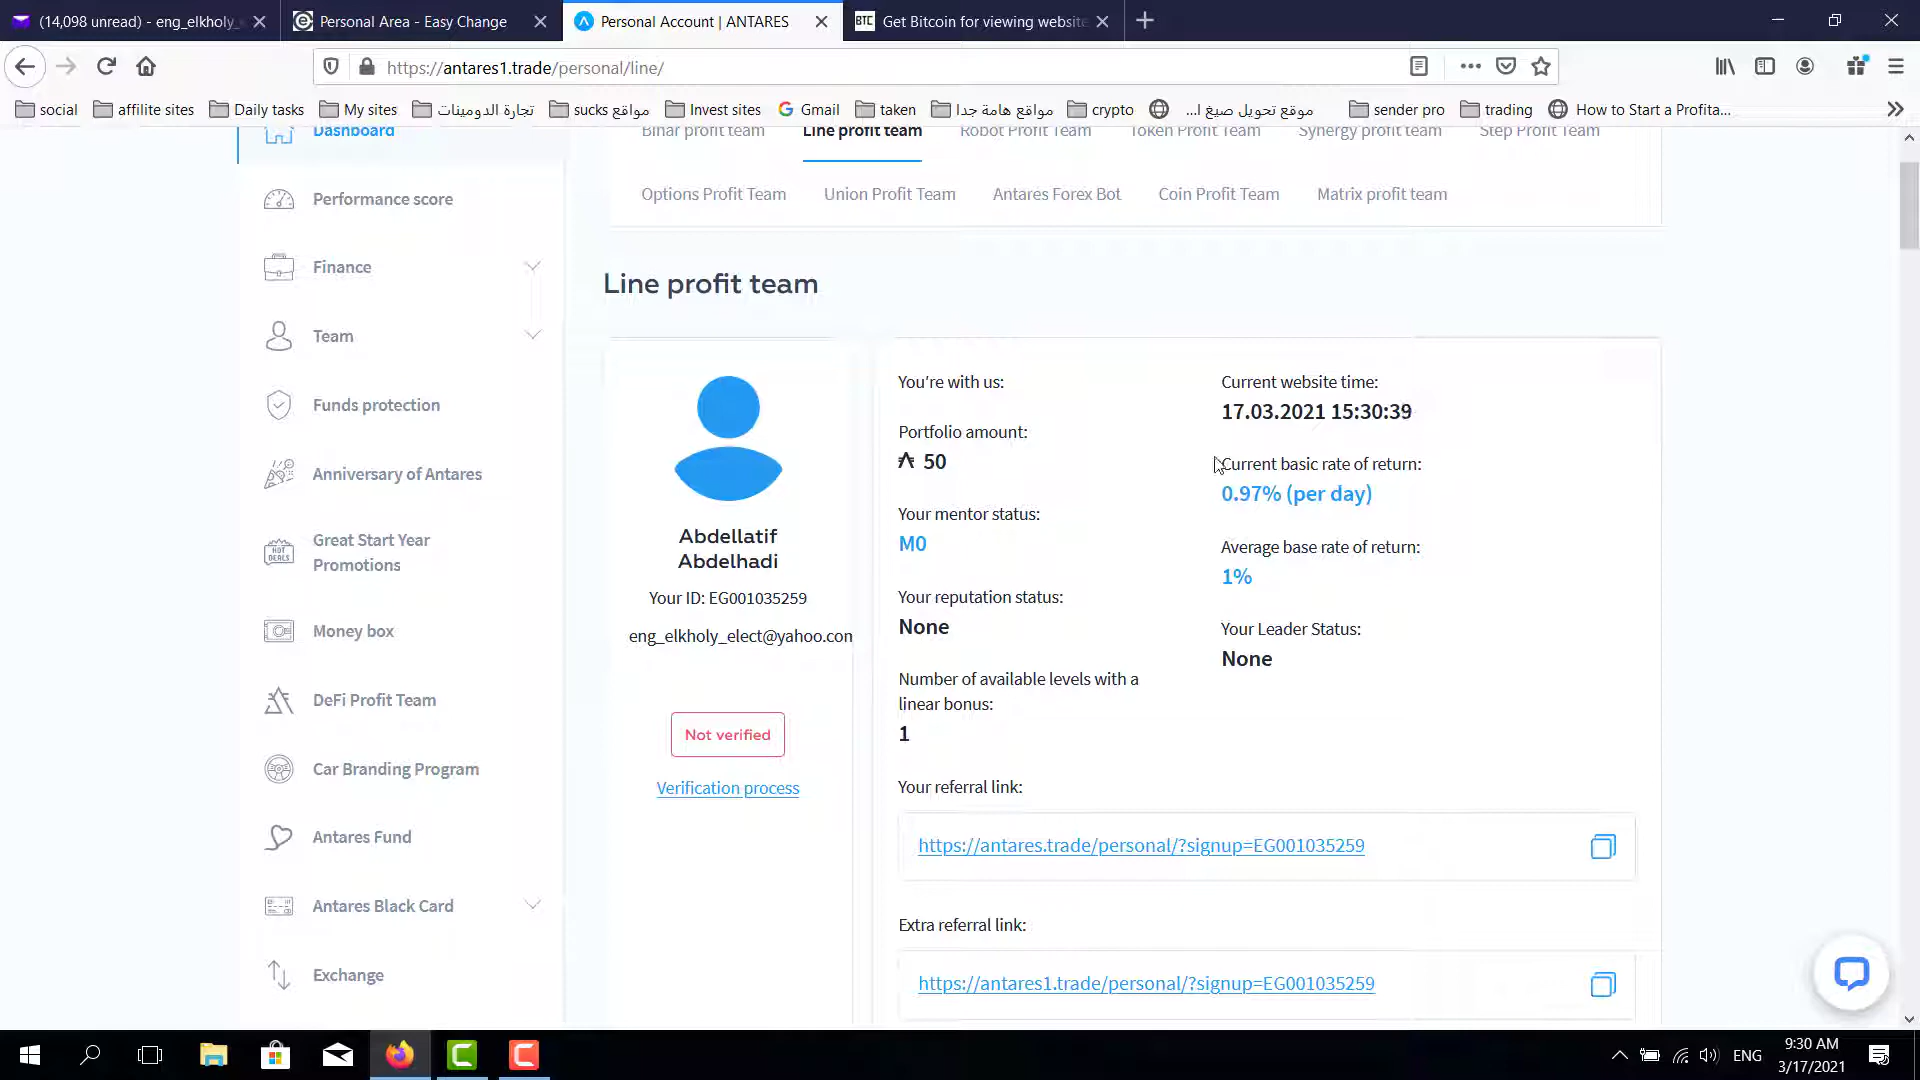 (14,098 unread) - eng_elkholy_
Personal Area - Easy Change
Personal Account | ANTARES
BTC
Get Bitcoin for viewing website
https://antares1.trade/personal/line/
social
affilite sites
Daily tasks
My sites
تجارة الدومينات
sucks مواقع
Invest sites
Gmail
taken
مواقع هامة جدا
crypto
موقع تحويل صيغ ا...
sender pro
trading
How to Start a Profita...
Dashboard
Binar profit team
Line profit team
Robot Profit Team
Token Profit Team
Synergy profit team
Step Profit Team
Options Profit Team
Union Profit Team
Antares Forex Bot
Coin Profit Team
Matrix profit team
Performance score
Finance
Team
Funds protection
Anniversary of Antares
HOT
DEALS
Great Start Year
Promotions
Money box
DeFi Profit Team
Car Branding Program
Antares Fund
Antares Black Card
Exchange
Line profit team
Abdellatif
Abdelhadi
Your ID: EG001035259
eng_elkholy_elect@yahoo.con
Not verified
Verification process
You're with us:
Portfolio amount:
50
Your mentor status:
M0
Your reputation status:
None
Number of available levels with a
linear bonus:
1
Current website time:
17.03.2021 15:30:39
Current basic rate of return:
0.97% (per day)
Average base rate of return:
1%
Your Leader Status:
None
Your referral link:
https://antares.trade/personal/?signup=EG001035259
Extra referral link:
https://antares1.trade/personal/?signup=EG001035259
ENG
9:30 AM
3/17/2021